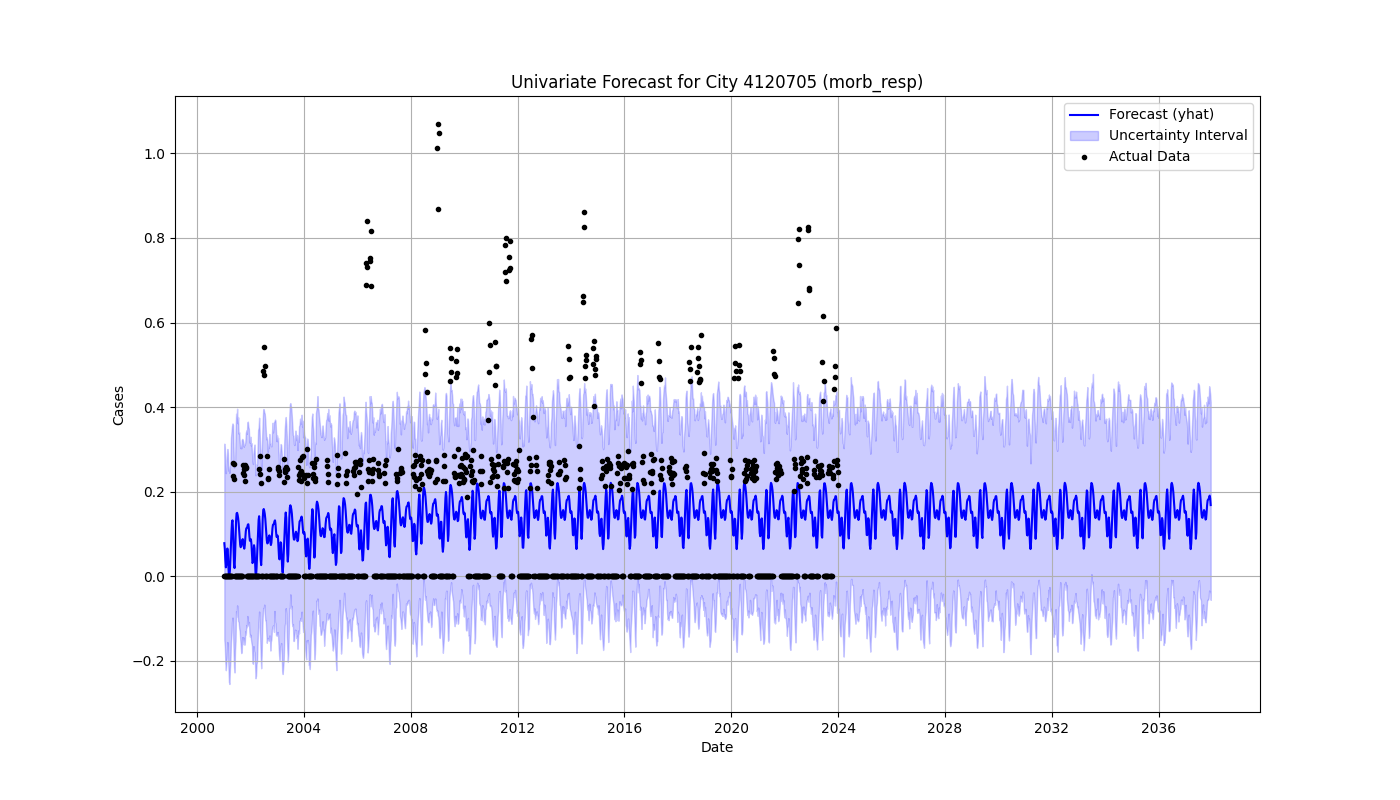 Univariate Forecast for City 4120705 (morb_resp)
Forecast (yhat)
Uncertainty Interval
Actual Data
Cases
1.0
0.8
0.6
0.4
0.2
0.0
−0.2
2000 2004 2008 2012 2016 2020 2024 2028 2032 2036
Date